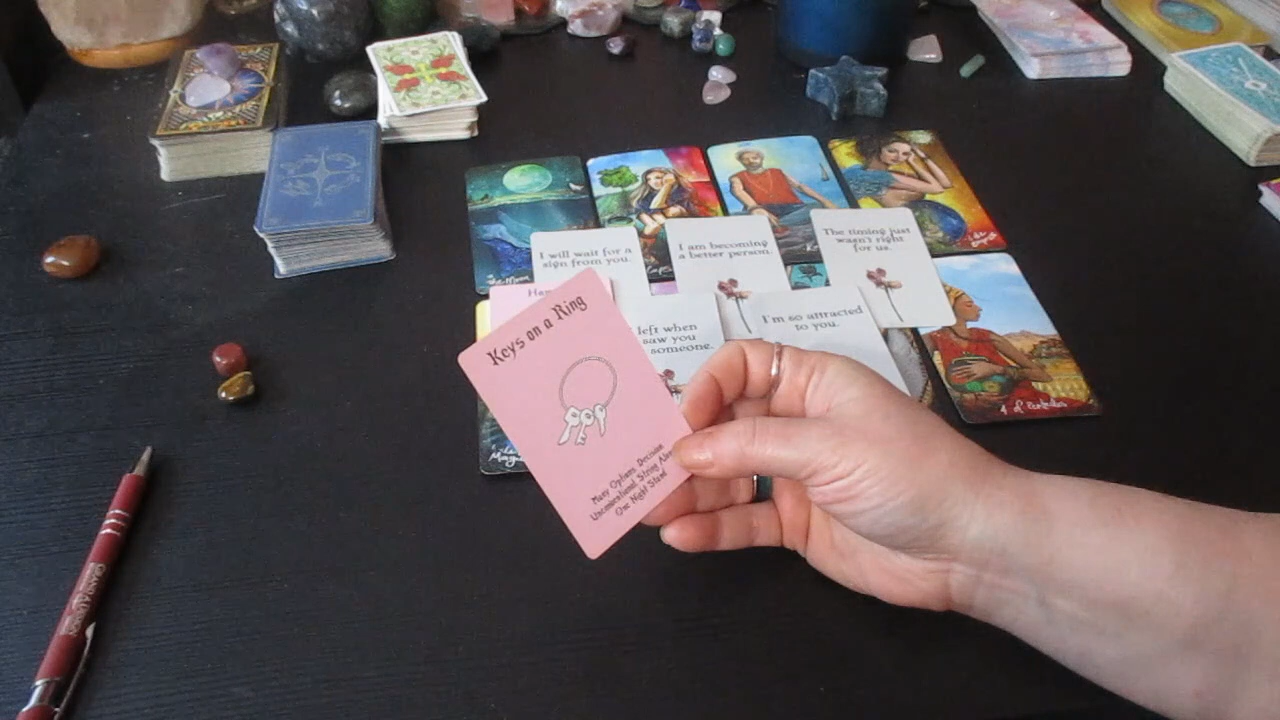 I will wait for a
sign from you.
I am becoming
a better person.
The timing just
wasn't right
for us.
left when
saw you
someone.
I'm so attracted
to you.
Keys on a Ring
Many Options Decision
Unconventional String Along
One Night Stand
4 of Pentacles